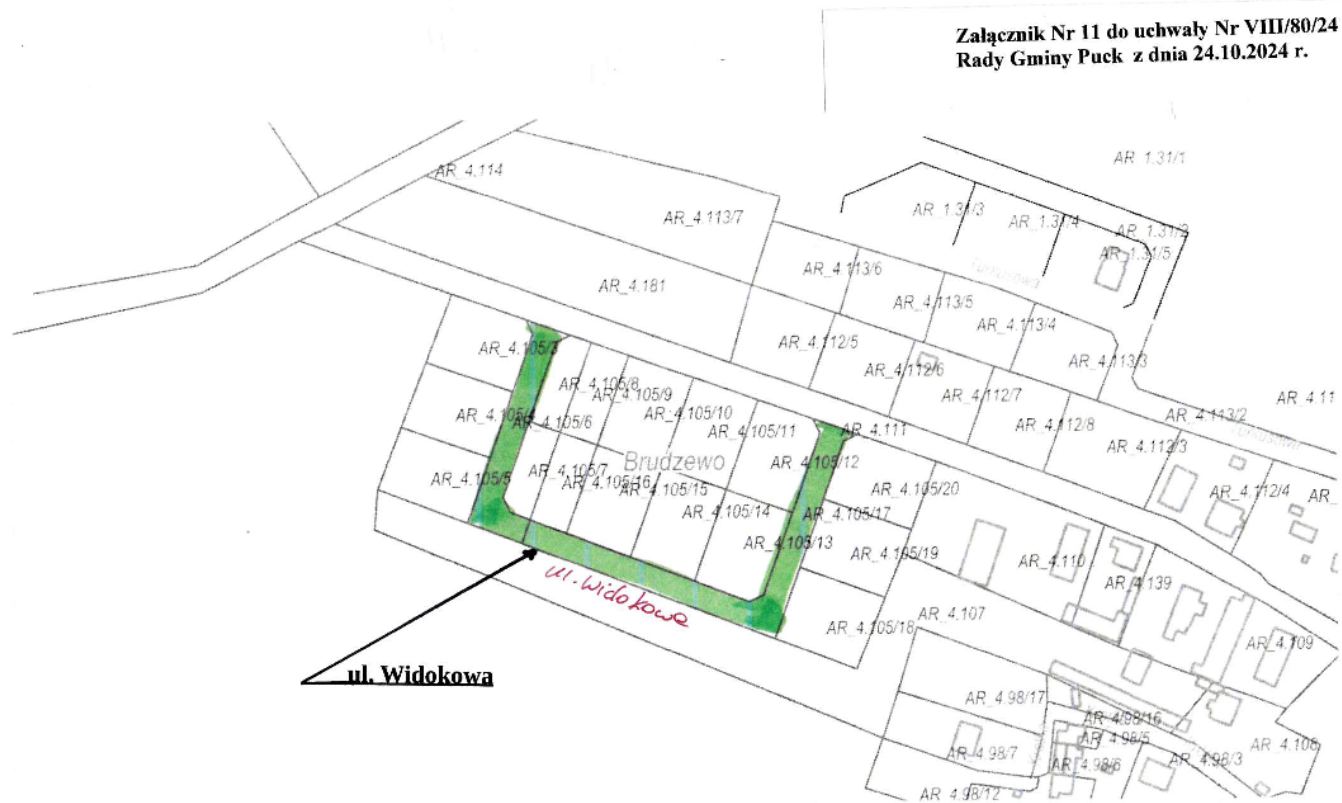 Załącznik Nr 11 do uchwały Nr VIII/80/24
Rady Gminy Puck z dnia 24.10.2024 r.
AR_1.31/1
AR_4.114
AR_4.113/7
AR_1.31/3
AR_1.31/4
AR_1.31/2
AR_1.31/5
Turkusowa
AR_4.113/6
AR_4.181
AR_4.113/5
AR_4.113/4
AR_4.112/5
AR_4.113/3
AR_4.105/3
AR_4.112/6
AR_4.105/8
AR_4.105/9
AR_4.112/7
AR_4.11
AR_4.105/4
AR_4.105/6
AR_4.105/10
AR_4.113/2
Turkusowa
AR_4.105/11
AR_4.111
AR_4.112/8
AR_4.112/3
Brudzewo
AR_4.105/12
AR_4.105/5
AR_4.105/7
AR_4.105/16
AR_4.105/15
AR_4.105/20
AR_4.112/4
AR_
AR_4.105/14
AR_4.105/17
AR_4.105/13
AR_4.105/19
AR_4.110
AR_4.139
ul. Widokowa
AR_4.107
AR_4.105/18
AR_4.109
ul. Widokowa
AR_4.98/17
AR_4.98/16
AR_4.98/5
AR_4.108
AR_4.98/7
AR_4.98/6
AR_4.98/3
AR_4.98/12